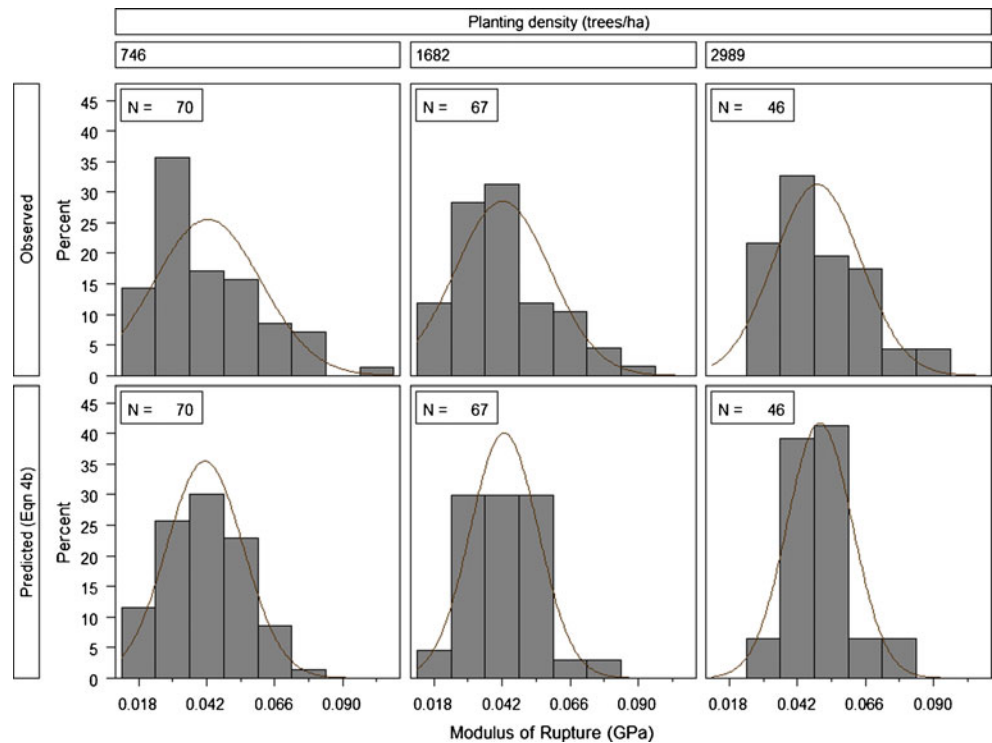 Planting density (trees/ha)
746 1682 2989
Observed
Percent
45
40
35
30
25
20
15
10
5
0
N = 70
N = 67
N = 46
Predicted (Eqn 4b)
Percent
45
40
35
30
25
20
15
10
5
0
N = 70
N = 67
N = 46
0.018 0.042 0.066 0.090 0.018 0.042 0.066 0.090 0.018 0.042 0.066 0.090
Modulus of Rupture (GPa)